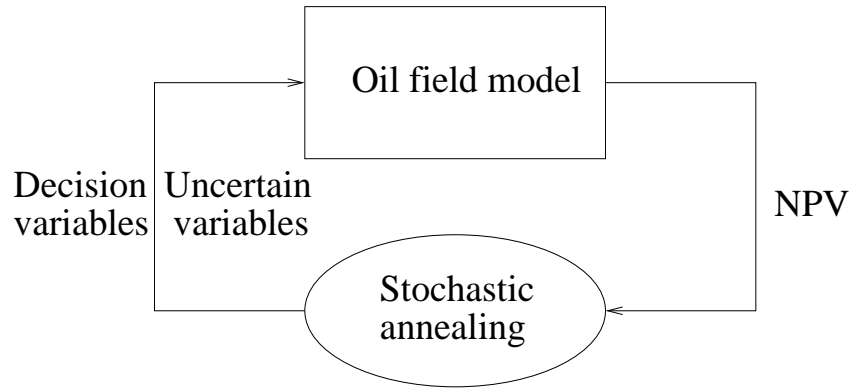 Oil field model
Decision
variables
Uncertain
variables
NPV
Stochastic
annealing